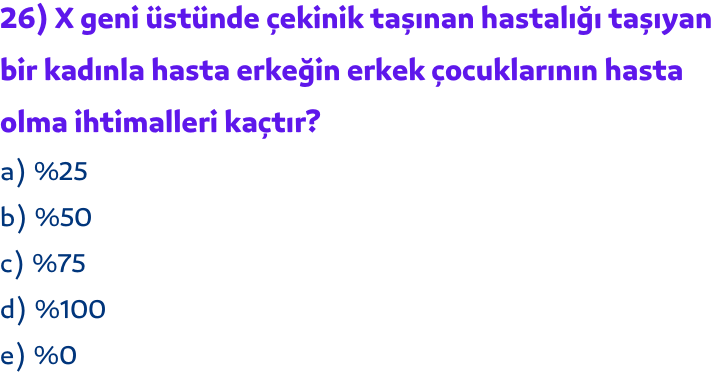 26) X geni üstünde çekinik taşınan hastalığı taşıyan
bir kadınla hasta erkeğin erkek çocuklarının hasta
olma ihtimalleri kaçtır?
a) %25
b) %50
c) %75
d) %100
e) %0